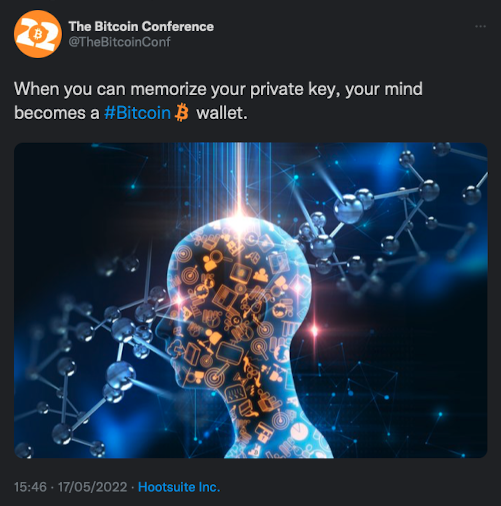 The Bitcoin Conference
@TheBitcoinConf
When you can memorize your private key, your mind
becomes a #Bitcoin wallet.
15:46 · 17/05/2022 · Hootsuite Inc.